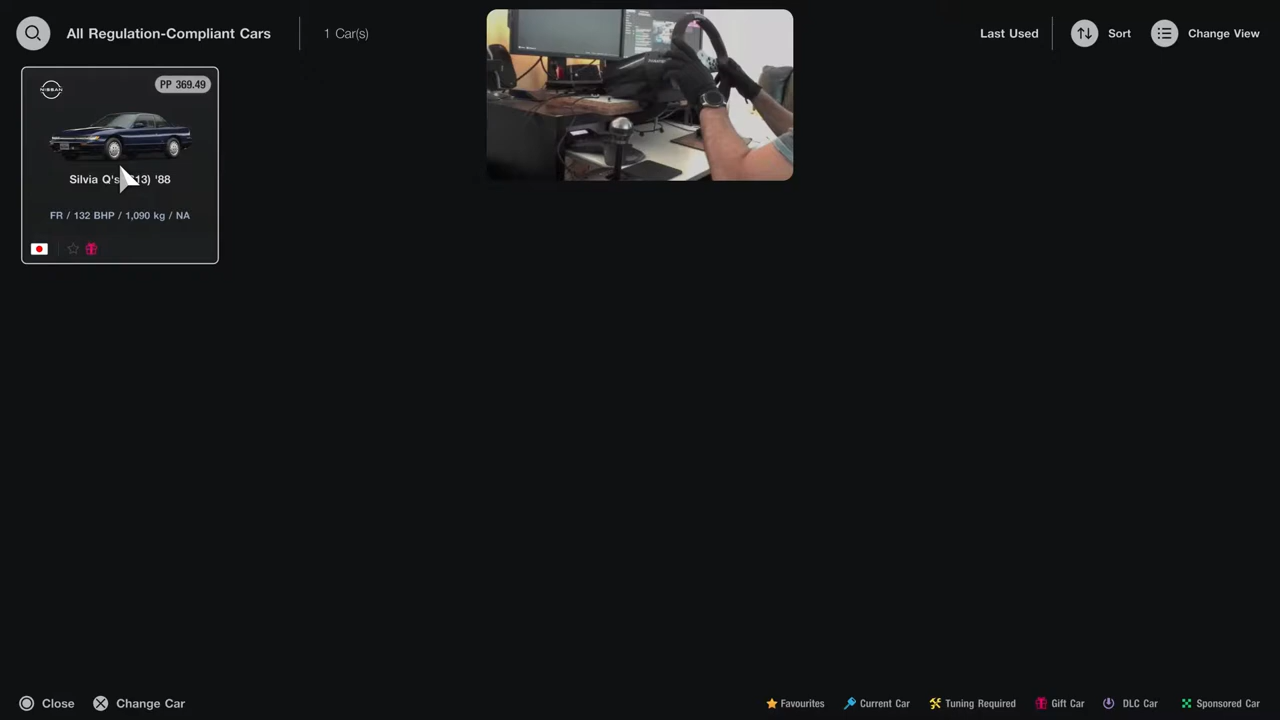 All Regulation-Compliant Cars
1 Car(s)
Last Used
Sort
Change View
NISSAN
PP 369.49
Silvia Q's 13) '88
FR / 132 BHP / 1,090 kg / NA
Close
Change Car
Favourites
Current Car
Tuning Required
Gift Car
DLC Car
Sponsored Car